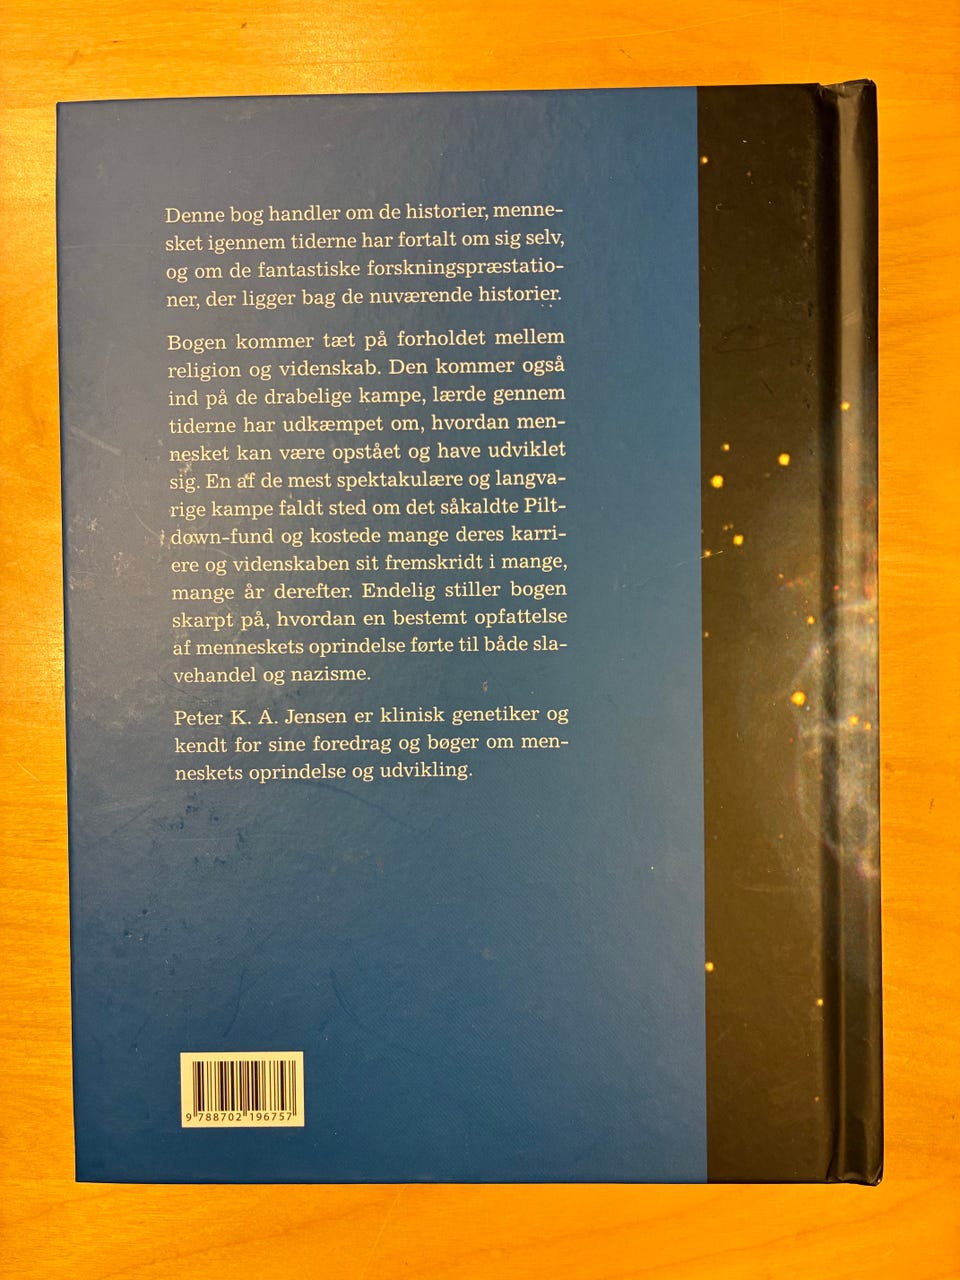 Denne bog handler om de historier, menne-
sket igennem tiderne har fortalt om sig selv,
og om de fantastiske forskningspræstatio-
ner, der ligger bag de nuværende historier.
Bogen kommer tæt på forholdet mellem
religion og videnskab. Den kommer også
ind på de drabelige kampe, lærde gennem
tiderne har udkæmpet om, hvordan men-
nesket kan være opstået og have udviklet
sig. En af de mest spektakulære og langva-
rige kampe faldt sted om det såkaldte Pilt-
down-fund og kostede mange deres karri-
ere og videnskaben sit fremskridt i mange,
mange år derefter. Endelig stiller bogen
skarpt på, hvordan en bestemt opfattelse
af menneskets oprindelse førte til både sla-
vehandel og nazisme.
Peter K. A. Jensen er klinisk genetiker og
kendt for sine foredrag og bøger om men-
neskets oprindelse og udvikling.
9 788702 196757